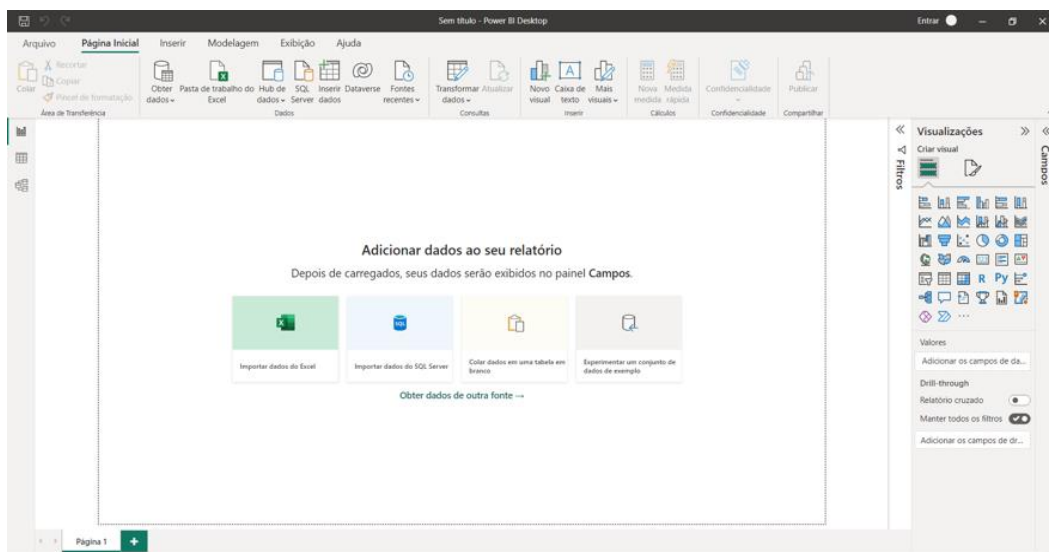 Sem título - Power BI Desktop
Entrar
Arquivo
Página Inicial
Inserir
Modelagem
Exibição
Ajuda
Colar
Recortar
Copiar
Pincel de formatação
Área de Transferência
Obter dados
Pasta de trabalho do Excel
Hub de dados
SQL Server
Inserir dados
Dataverse
Fontes recentes
Dados
Transformar dados
Atualizar
Consultas
Novo visual
Caixa de texto
Mais visuais
Inserir
Nova medida
Medida rápida
Cálculos
Confidencialidade
Confidencialidade
Publicar
Compartilhar
Adicionar dados ao seu relatório
Depois de carregados, seus dados serão exibidos no painel Campos.
Importar dados do Excel
SQL
Importar dados do SQL Server
Colar dados em uma tabela em
branco
Experimentar um conjunto de
dados de exemplo
Obter dados de outra fonte →
Filtros
Visualizações
Criar visual
R
Py
Valores
Adicionar os campos de da...
Drill-through
Relatório cruzado
Manter todos os filtros
Adicionar os campos de dr...
Campos
Página 1